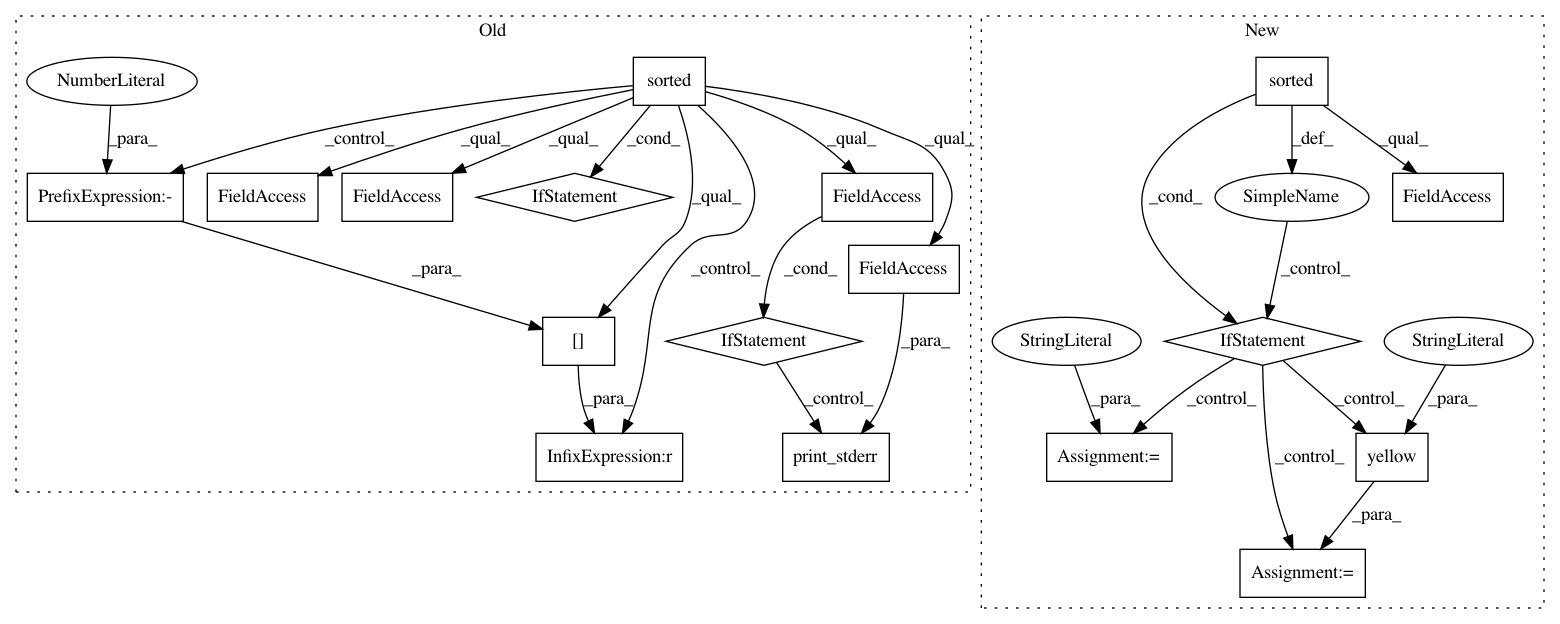 Old
New
NumberLiteral
sorted
sorted
_para_
_control_
_qual_
_qual_
_cond_
_qual_
_qual_
_def_
_qual_
PrefixExpression:-
FieldAccess
FieldAccess
IfStatement
_qual_
FieldAccess
_cond_
SimpleName
FieldAccess
_para_
_control_
_cond_
FieldAccess
_control_
StringLiteral
IfStatement
StringLiteral
[]
IfStatement
_para_
_para_
_control_
_para_
_control_
_control_
_para_
InfixExpression:r
print_stderr
Assignment:=
_control_
yellow
_para_
Assignment:=